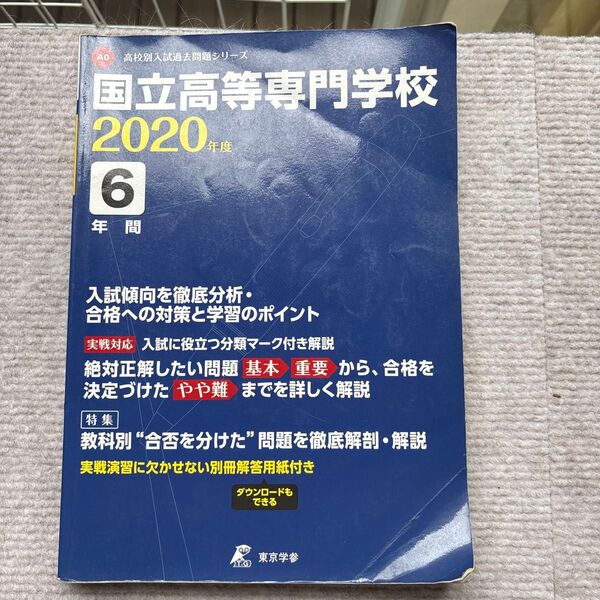 A0
高校別入試過去問題シリーズ
国立高等専門学校
2020年度
6
年間
入試傾向を徹底分析・
合格への対策と学習のポイント
実戦対応 入試に役立つ分類マーク付き解説
絶対正解したい問題 基本 重要 から、合格を
決定づけた やや難 までを詳しく解説
特集
教科別“合否を分けた”問題を徹底解剖・解説
実戦演習に欠かせない別冊解答用紙付き
ダウンロードも
できる
東京学参